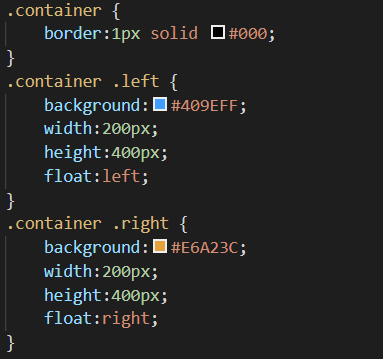 .container {
border:1px solid #000;
}
.container .left {
background:#409EFF;
width:200px;
height:400px;
float:left;
}
.container .right {
background:#E6A23C;
width:200px;
height:400px;
float:right;
}